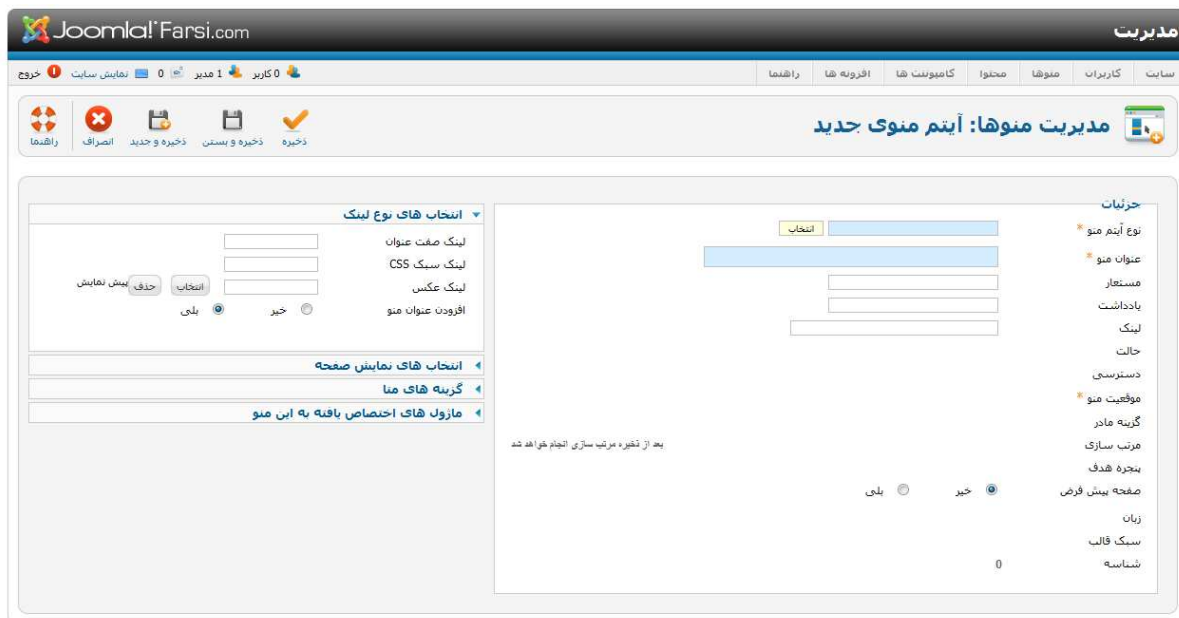 Joomla! Farsi.com
مدیریت
سایت کاربران منوها محتوا کامپوننت ها افزونه ها راهنما
0 کاربر 1 مدیر 0 نمایش سایت خروج
مدیریت منوها: آیتم منوی جدید
ذخیره ذخیره و بستن ذخیره و جدید انصراف راهنما
جزئیات
نوع آیتم منو * انتخاب
عنوان منو *
مستعار
یادداشت
لینک
حالت
دسترسی
موقعیت منو *
گزینه مادر
مرتب سازی بعد از ذخیره مرتب سازی انجام خواهد شد
پنجره هدف
صفحه پیش فرض خیر بلی
زبان
سبک قالب
شناسه 0
انتخاب های نوع لینک
لینک صفت عنوان
لینک سبک CSS
لینک عکس انتخاب حذف پیش نمایش
افزودن عنوان منو خیر بلی
انتخاب های نمایش صفحه
گزینه های متا
ماژول های اختصاص یافته به این منو